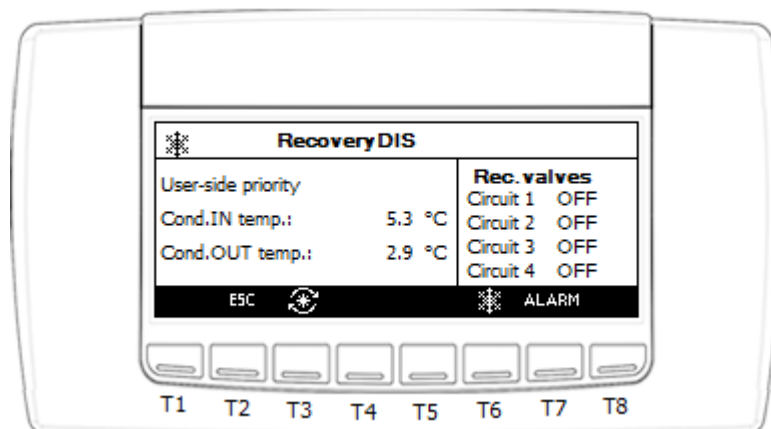 Recovery DIS
User-side priority
Cond.IN temp.: 5.3 °C
Cond.OUT temp.: 2.9 °C
Rec. valves
Circuit 1 OFF
Circuit 2 OFF
Circuit 3 OFF
Circuit 4 OFF
ESC ALARM
T1 T2 T3 T4 T5 T6 T7 T8